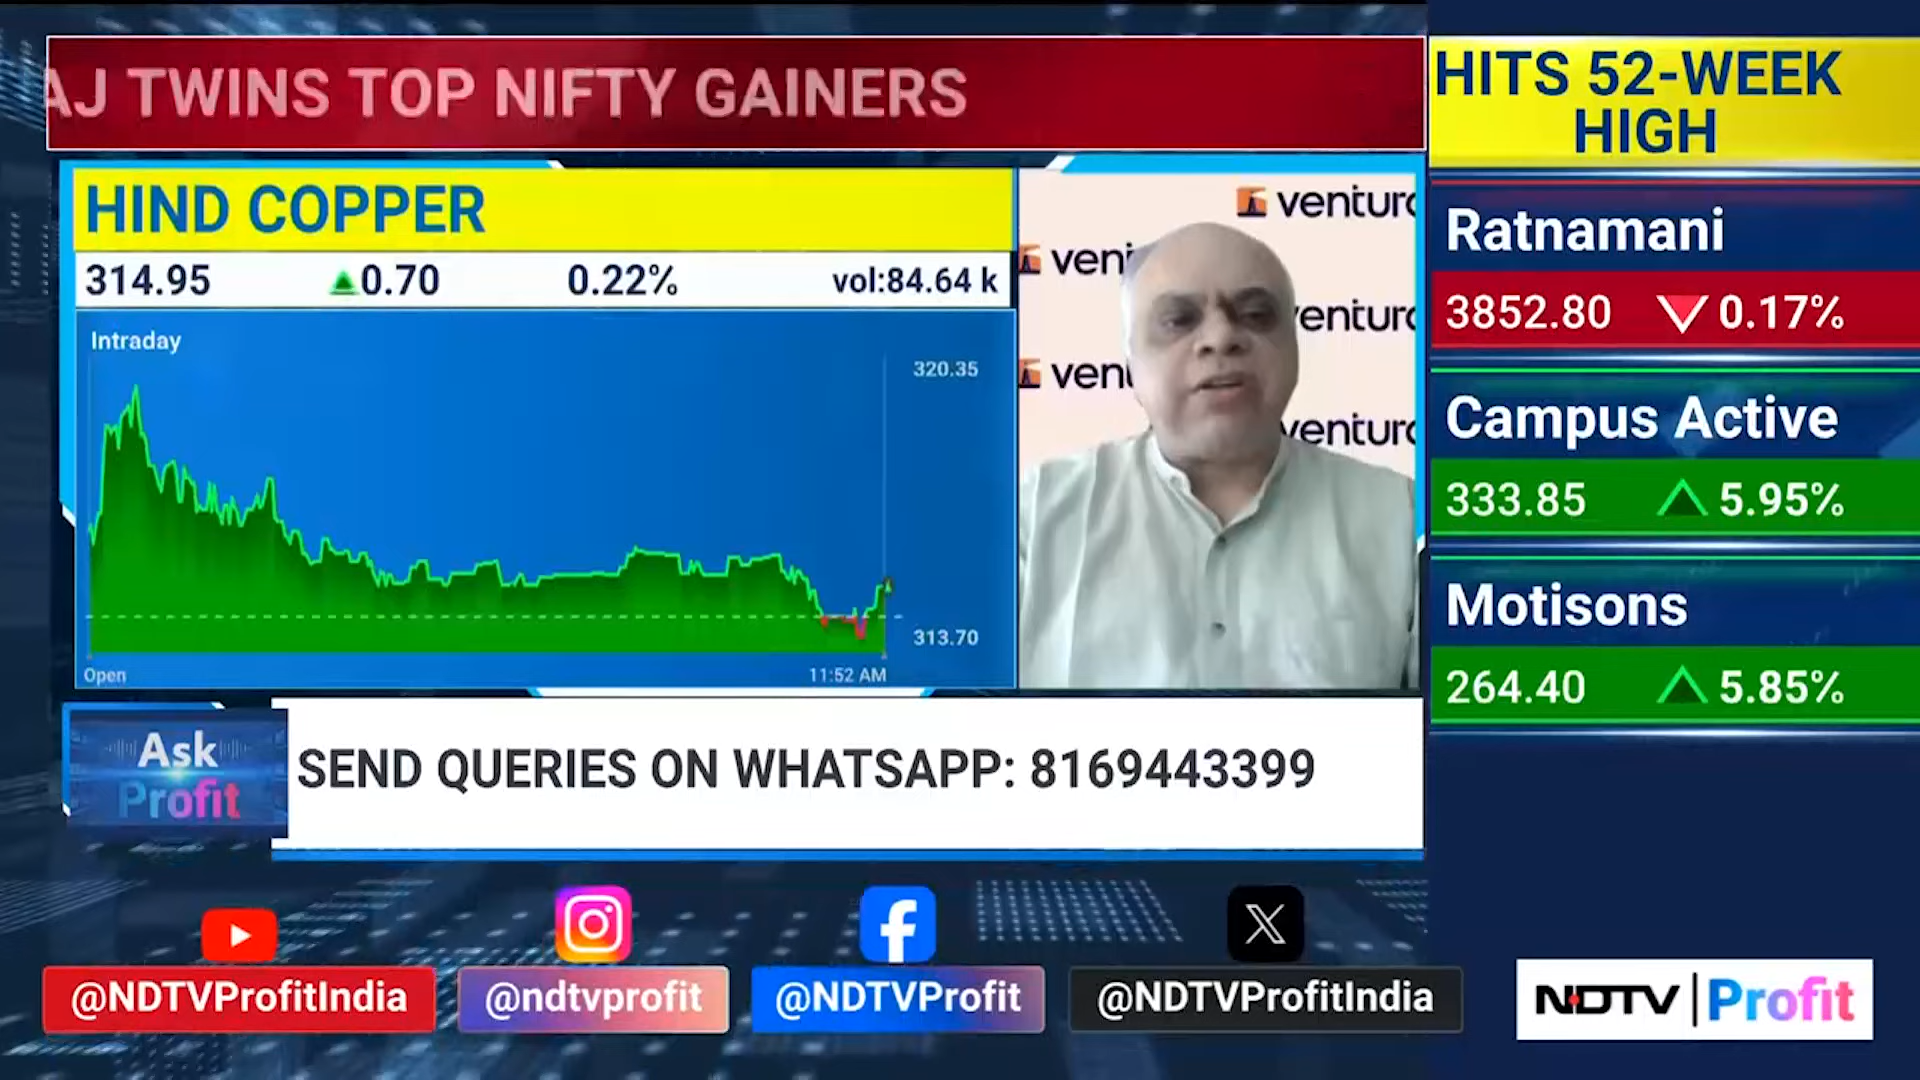 AJ TWINS TOP NIFTY GAINERS
HITS 52-WEEK
HIGH
HIND COPPER
314.95 ▲0.70 0.22% vol:84.64 k
Intraday
320.35
313.70
Open 11:52 AM
ventura
ventura
ventura
ventura
ventura
Ratnamani
3852.80 ▽ 0.17%
Campus Active
333.85 △ 5.95%
Motisons
264.40 △ 5.85%
Ask
Profit
SEND QUERIES ON WHATSAPP: 8169443399
@NDTVProfitIndia
@ndtvprofit
@NDTVProfit
@NDTVProfitIndia
NDTV | Profit